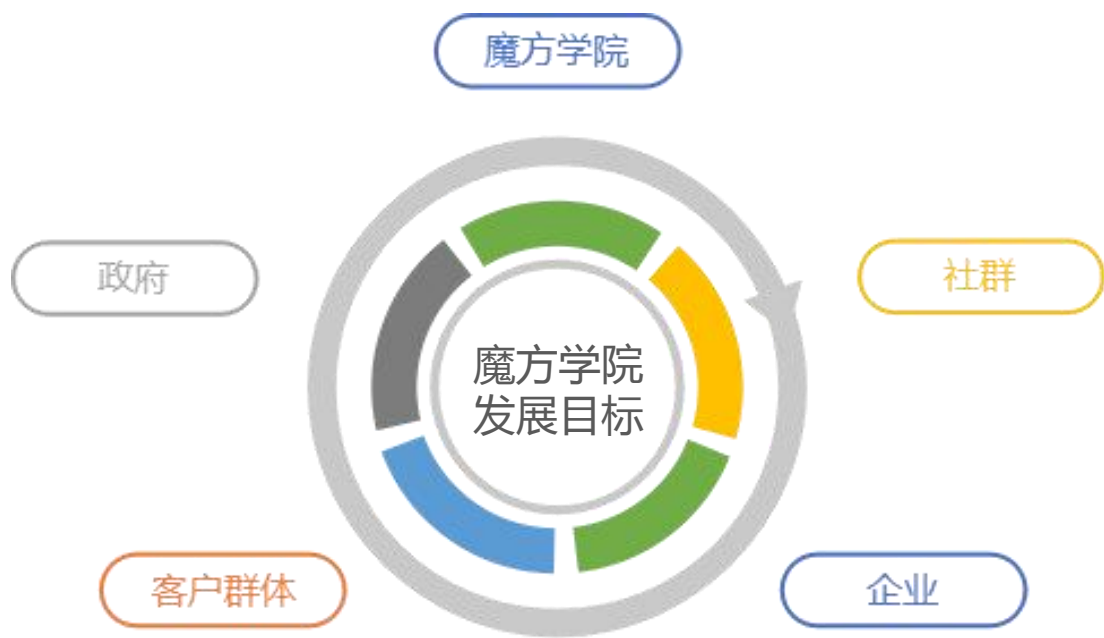 魔方学院
政府
社群
魔方学院
发展目标
客户群体
企业